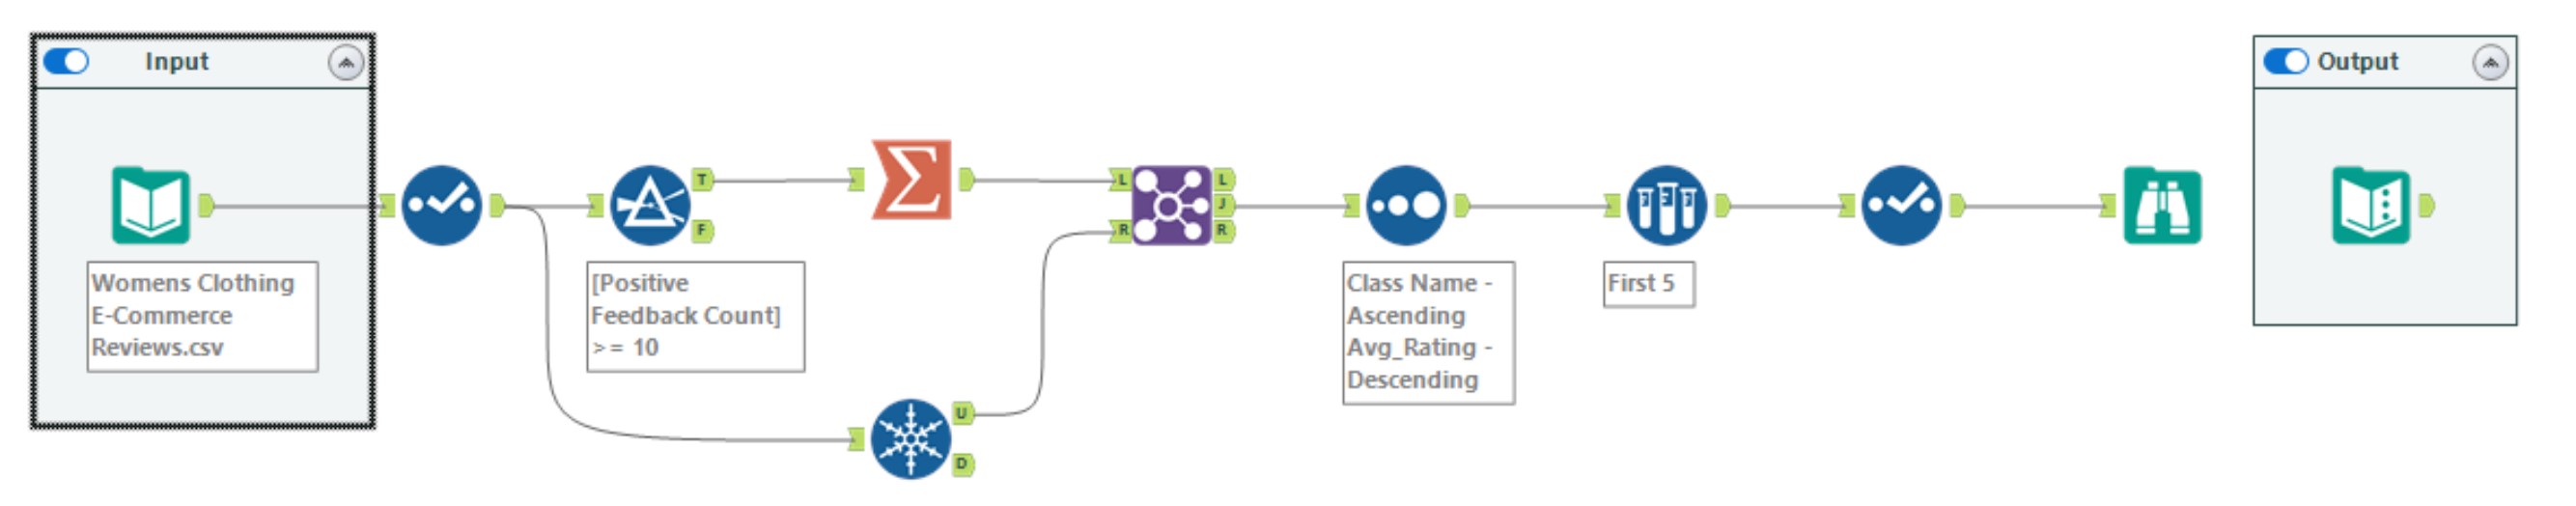 Input
Output
T
F
L
R
L
J
R
Womens Clothing
E-Commerce
Reviews.csv
[Positive
Feedback Count]
>= 10
Class Name -
Ascending
Avg_Rating -
Descending
First 5
U
D